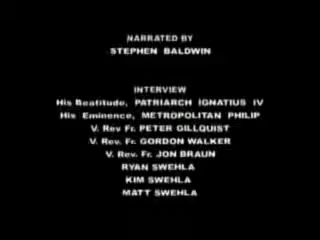 NARRATED BY
STEPHEN BALDWIN
INTERVIEW
His Beatitude, PATRIARCH IGNATIUS IV
His Eminence, METROPOLITAN PHILIP
V. Rev Fr. PETER GILLQUIST
V. Rev Fr. GORDON WALKER
V. Rev. Fr. JON BRAUN
RYAN SWEHLA
KIM SWEHLA
MATT SWEHLA